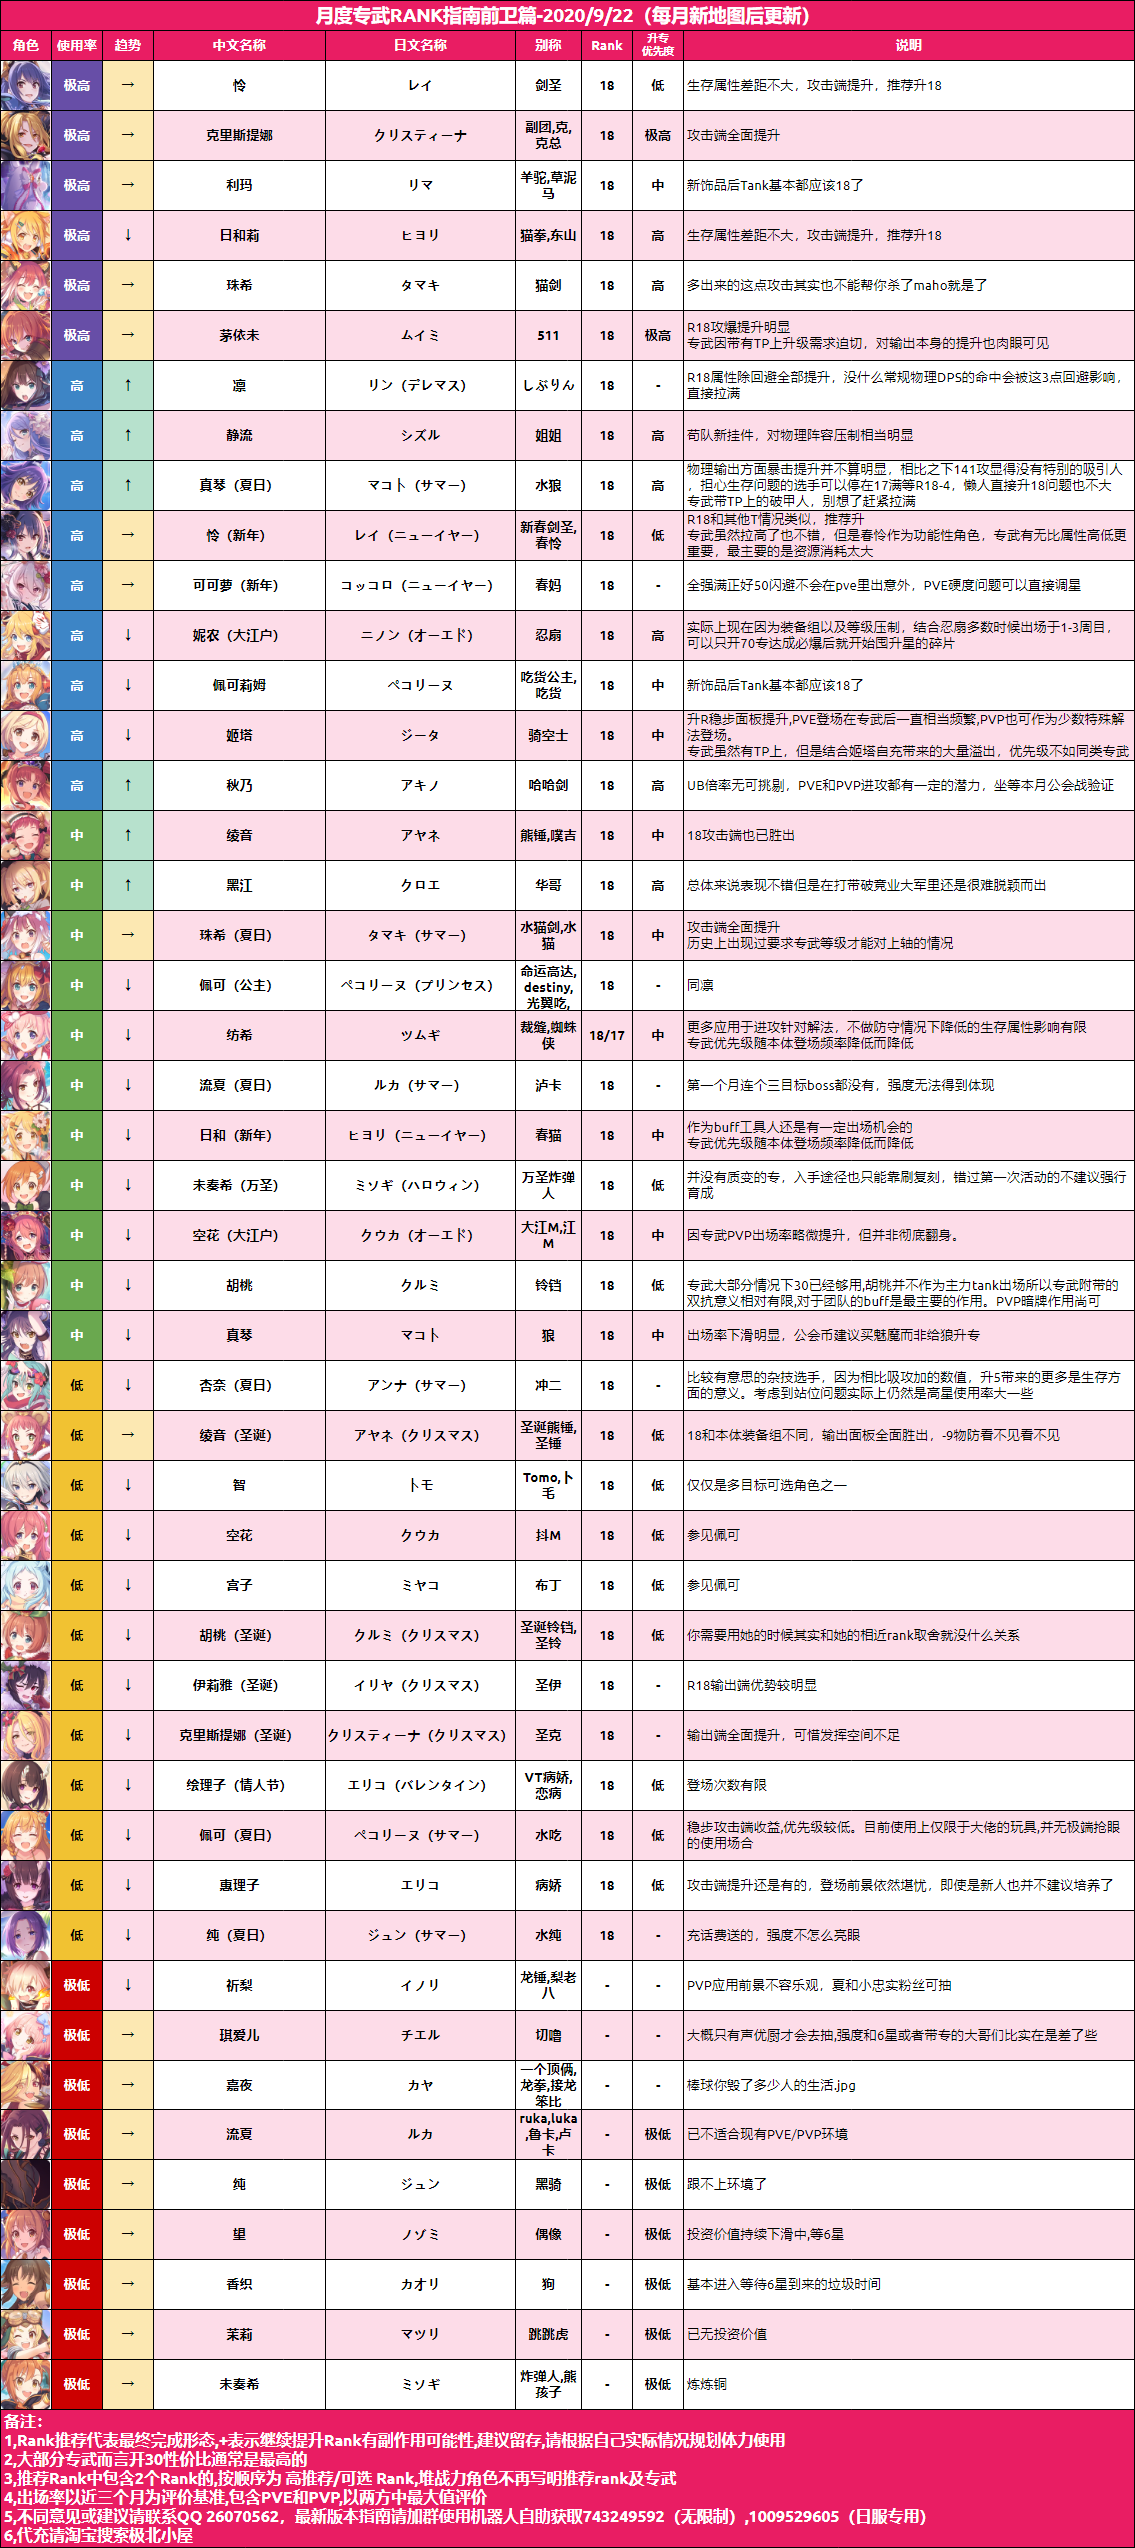 月度专武RANK指南前卫篇-2020/9/22（每月新地图后更新）
角色 使用率 趋势 中文名称 日文名称 别称 Rank 升专优先度 说明
极高 → 怜 レイ 剑圣 18 低 生存属性差距不大，攻击端提升，推荐升18
极高 → 克里斯提娜 クリスティーナ 副团,克,克总 18 极高 攻击端全面提升
极高 → 利玛 リマ 羊驼,草泥马 18 中 新饰品后Tank基本都应该18了
极高 ↓ 日和莉 ヒヨリ 猫拳,东山 18 高 生存属性差距不大，攻击端提升，推荐升18
极高 → 珠希 タマキ 猫剑 18 高 多出来的这点攻击其实也不能帮你杀了maho就是了
极高 → 茅依未 ムイミ 511 18 极高 R18攻爆提升明显
专武因带有TP上升级需求迫切，对输出本身的提升也肉眼可见
高 ↑ 凛 リン（デレマス） しぶりん 18 - R18属性除回避全部提升，没什么常规物理DPS的命中会被这3点回避影响，
直接拉满
高 ↑ 静流 シズル 姐姐 18 高 苟队新挂件，对物理阵容压制相当明显
高 ↑ 真琴（夏日） マコト（サマー） 水狼 18 高 物理输出方面暴击提升并不算明显，相比之下141攻显得没有特别的吸引人
，担心生存问题的选手可以停在17满等R18-4，懒人直接升18问题也不大
专武带TP上的破甲人，别想了赶紧拉满
高 → 怜（新年） レイ（ニューイヤー） 新春剑圣,春怜 18 低 R18和其他T情况类似，推荐升
专武虽然拉高了也不错，但是春怜作为功能性角色，专武有无比属性高低更
重要，最主要的是资源消耗太大
高 → 可可萝（新年） コッコロ（ニューイヤー） 春妈 18 - 全强满正好50闪避不会在pve里出意外，PVE硬度问题可以直接调星
高 ↓ 妮农（大江户） ニノン（オーエド） 忍扇 18 高 实际上现在因为装备组以及等级压制，结合忍扇多数时候出场于1-3周目，
可以只开70专达成必爆后就开始囤升星的碎片
高 ↓ 佩可莉姆 ペコリーヌ 吃货公主,吃货 18 中 新饰品后Tank基本都应该18了
高 ↓ 姬塔 ジータ 骑空士 18 中 升R稳步面板提升,PVE登场在专武后一直相当频繁,PVP也可作为少数特殊解
法登场。
专武虽然有TP上，但是结合姬塔自充带来的大量溢出，优先级不如同类专武
高 ↑ 秋乃 アキノ 哈哈剑 18 高 UB倍率无可挑剔，PVE和PVP进攻都有一定的潜力，坐等本月公会战验证
中 ↑ 绫音 アヤネ 熊锤,噗吉 18 中 18攻击端也已胜出
中 ↑ 黑江 クロエ 华哥 18 高 总体来说表现不错但是在打带破竞业大军里还是很难脱颖而出
中 → 珠希（夏日） タマキ（サマー） 水猫剑,水猫 18 中 攻击端全面提升
历史上出现过要求专武等级才能对上轴的情况
中 ↓ 佩可（公主） ペコリーヌ（プリンセス） 命运高达,destiny,光翼吃, 18 - 同凛
中 ↓ 纺希 ツムギ 裁缝,蜘蛛侠 18/17 中 更多应用于进攻针对解法，不做防守情况下降低的生存属性影响有限
专武优先级随本体登场频率降低而降低
中 ↓ 流夏（夏日） ルカ（サマー） 泸卡 18 - 第一个月连个三目标boss都没有，强度无法得到体现
中 ↓ 日和（新年） ヒヨリ（ニューイヤー） 春猫 18 中 作为buff工具人还是有一定出场机会的
专武优先级随本体登场频率降低而降低
中 ↓ 未奏希（万圣） ミソギ（ハロウィン） 万圣炸弹人 18 低 并没有质变的专，入手途径也只能靠刷复刻，错过第一次活动的不建议强行
育成
中 ↓ 空花（大江户） クウカ（オーエド） 大江M,江M 18 中 因专武PVP出场率略微提升，但并非彻底翻身。
中 ↓ 胡桃 クルミ 铃铛 18 低 专武大部分情况下30已经够用,胡桃并不作为主力tank出场所以专武附带的
双抗意义相对有限,对于团队的buff是最主要的作用。PVP暗牌作用尚可
中 ↓ 真琴 マコト 狼 18 中 出场率下滑明显，公会币建议买魅魔而非给狼升专
低 ↓ 杏奈（夏日） アンナ（サマー） 冲二 18 - 比较有意思的杂技选手，因为相比吸攻加的数值，升5带来的更多是生存方
面的意义。考虑到站位问题实际上仍然是高星使用率大一些
低 → 绫音（圣诞） アヤネ（クリスマス） 圣诞熊锤,圣锤 18 低 18和本体装备组不同，输出面板全面胜出，-9物防看不见看不见
低 ↓ 智 トモ Tomo,卜毛 18 低 仅仅是多目标可选角色之一
低 ↓ 空花 クウカ 抖M 18 低 参见佩可
低 ↓ 宫子 ミヤコ 布丁 18 低 参见佩可
低 ↓ 胡桃（圣诞） クルミ（クリスマス） 圣诞铃铛,圣铃 18 低 你需要用她的时候其实和她的相近rank取舍就没什么关系
低 ↓ 伊莉雅（圣诞） イリヤ（クリスマス） 圣伊 18 - R18输出端优势较明显
低 ↓ 克里斯提娜（圣诞） クリスティーナ（クリスマス） 圣克 18 - 输出端全面提升，可惜发挥空间不足
低 ↓ 绘理子（情人节） エリコ（バレンタイン） VT病娇,恋病 18 低 登场次数有限
低 ↓ 佩可（夏日） ペコリーヌ（サマー） 水吃 18 低 稳步攻击端收益,优先级较低。目前使用上仅限于大佬的玩具,并无极端抢眼
的使用场合
低 ↓ 惠理子 エリコ 病娇 18 低 攻击端提升还是有的，登场前景依然堪忧，即使是新人也并不建议培养了
低 ↓ 纯（夏日） ジュン（サマー） 水纯 18 - 充话费送的，强度不怎么亮眼
极低 ↓ 祈梨 イノリ 龙锤,梨老八 - - PVP应用前景不容乐观，夏和小忠实粉丝可抽
极低 → 琪爱儿 チエル 切噜 - - 大概只有声优厨才会去抽,强度和6星或者带专的大哥们比实在是差了些
极低 → 嘉夜 カヤ 一个顶俩,龙拳,接龙笨比 - - 棒球你毁了多少人的生活.jpg
极低 → 流夏 ルカ ruka,luka,鲁卡,卢卡 - 极低 已不适合现有PVE/PVP环境
极低 → 纯 ジュン 黑骑 - 极低 跟不上环境了
极低 → 望 ノゾミ 偶像 - 极低 投资价值持续下滑中,等6星
极低 → 香织 カオリ 狗 - 极低 基本进入等待6星到来的垃圾时间
极低 → 茉莉 マツリ 跳跳虎 - 极低 已无投资价值
极低 → 未奏希 ミソギ 炸弹人,熊孩子 - 极低 炼炼铜
备注：
1,Rank推荐代表最终完成形态,+表示继续提升Rank有副作用可能性,建议留存,请根据自己实际情况规划体力使用
2,大部分专武而言开30性价比通常是最高的
3,推荐Rank中包含2个Rank的,按顺序为 高推荐/可选 Rank,堆战力角色不再写明推荐rank及专武
4,出场率以近三个月为评价基准,包含PVE和PVP,以两方中最大值评价
5,不同意见或建议请联系QQ 26070562，最新版本指南请加群使用机器人自助获取743249592（无限制）,1009529605（日服专用）
6,代充请淘宝搜索极北小屋